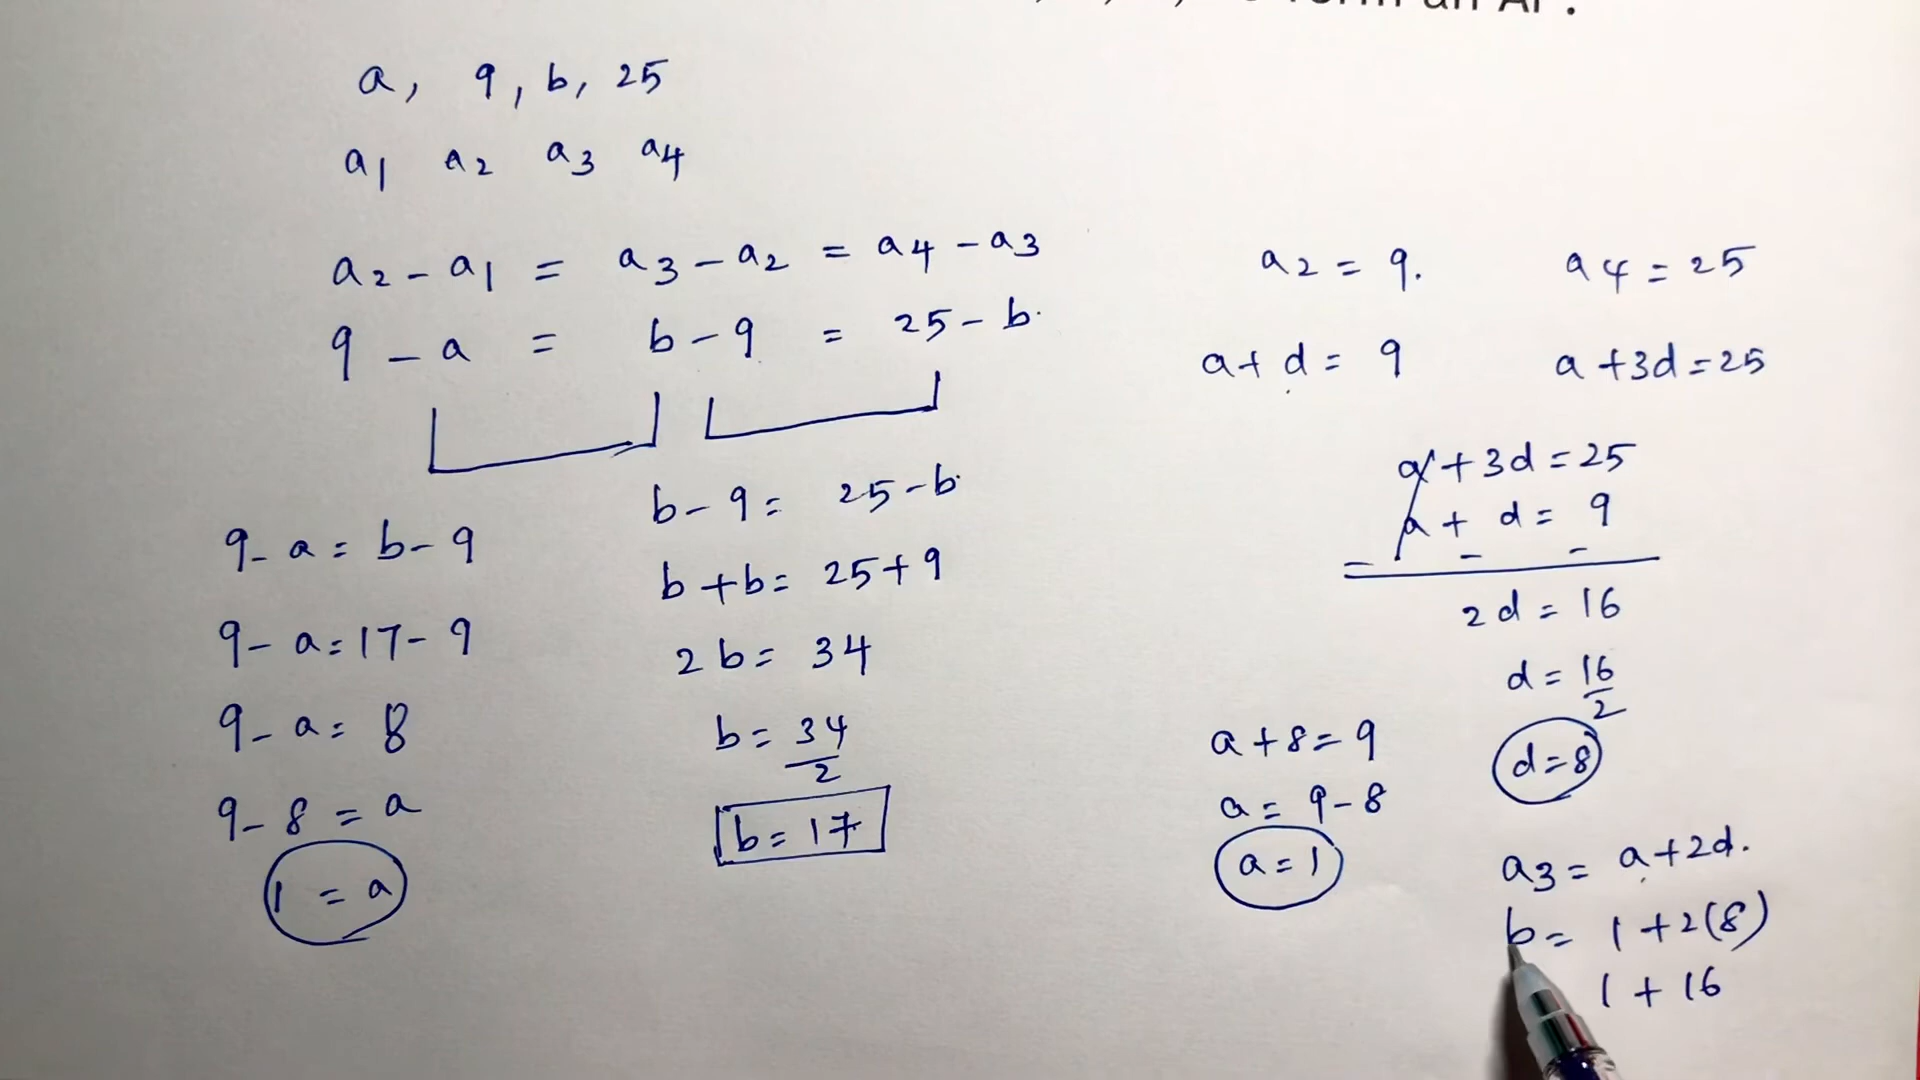 form an AP.
a, 9, b, 25
a1 a2 a3 a4
a2 - a1 = a3 - a2 = a4 - a3
9 - a = b - 9 = 25 - b.
9 - a = b - 9
9 - a = 17 - 9
9 - a = 8
9 - 8 = a
1 = a
b - 9 = 25 - b.
b + b = 25 + 9
2b = 34
b = 34/2
b = 17
a2 = 9. a4 = 25
a + d = 9 a + 3d = 25
a + 3d = 25
a + d = 9
- - -
2d = 16
d = 16/2
d = 8
a + 8 = 9
a = 9 - 8
a = 1
a3 = a + 2d.
b = 1 + 2(8)
1 + 16